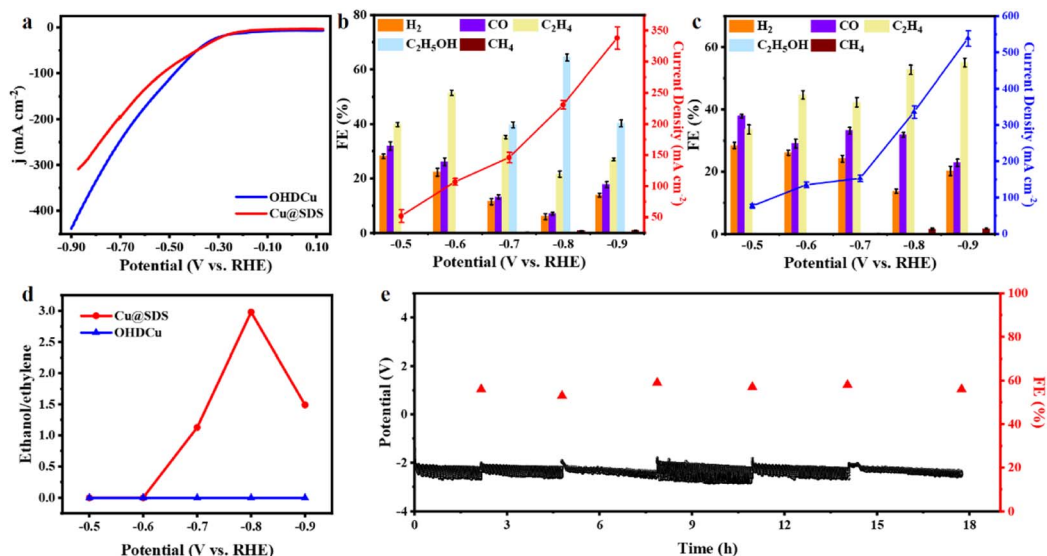 a
0
-100
-200
-300
-400
j (mA cm⁻²)
OHDCu
Cu@SDS
-0.90 -0.70 -0.50 -0.30 -0.10 0.10
Potential (V vs. RHE)
b
H₂ CO C₂H₄
C₂H₅OH CH₄
80
60
40
20
0
FE (%)
350
300
250
200
150
100
50
Current Density (mA cm⁻²)
-0.5 -0.6 -0.7 -0.8 -0.9
Potential (V vs. RHE)
c
H₂ CO C₂H₄
C₂H₅OH CH₄
60
40
20
0
FE (%)
600
500
400
300
200
100
0
Current Density (mA cm⁻²)
-0.5 -0.6 -0.7 -0.8 -0.9
Potential (V vs. RHE)
d
Cu@SDS
OHDCu
3.0
2.5
2.0
1.5
1.0
0.5
0.0
Ethanol/ethylene
-0.5 -0.6 -0.7 -0.8 -0.9
Potential (V vs. RHE)
e
4
2
0
-2
-4
Potential (V)
100
80
60
40
20
0
FE (%)
0 3 6 9 12 15 18
Time (h)